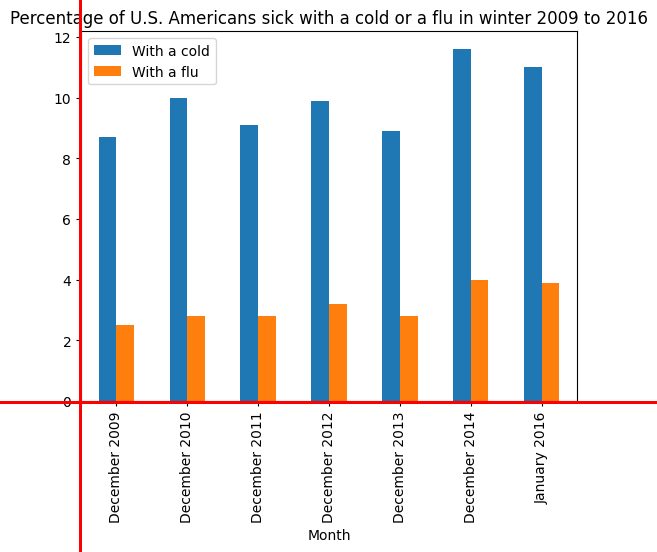 Percentage of U.S. Americans sick with a cold or a flu in winter 2009 to 2016
With a cold
With a flu
12
10
8
6
4
2
0
December 2009
December 2010
December 2011
December 2012
December 2013
December 2014
January 2016
Month